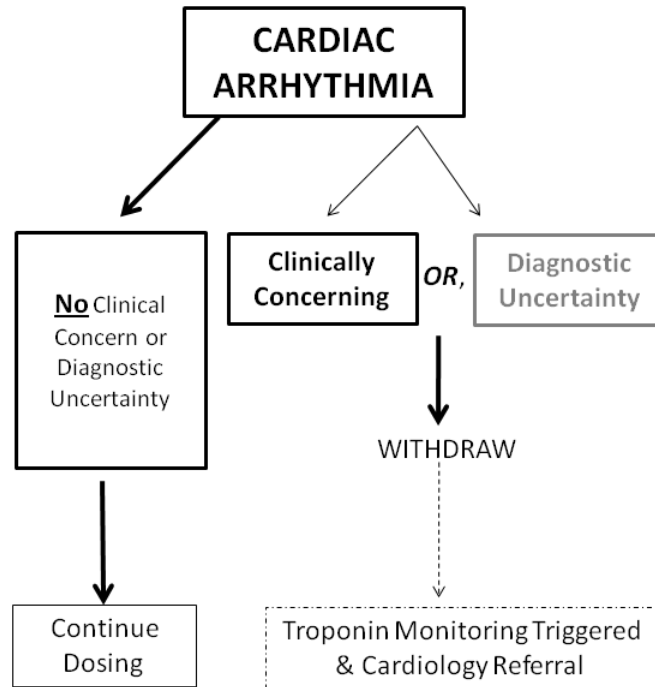 CARDIAC
ARRHYTHMIA
No Clinical
Concern or
Diagnostic
Uncertainty
Clinically
Concerning
OR,
Diagnostic
Uncertainty
WITHDRAW
Continue
Dosing
Troponin Monitoring Triggered
& Cardiology Referral